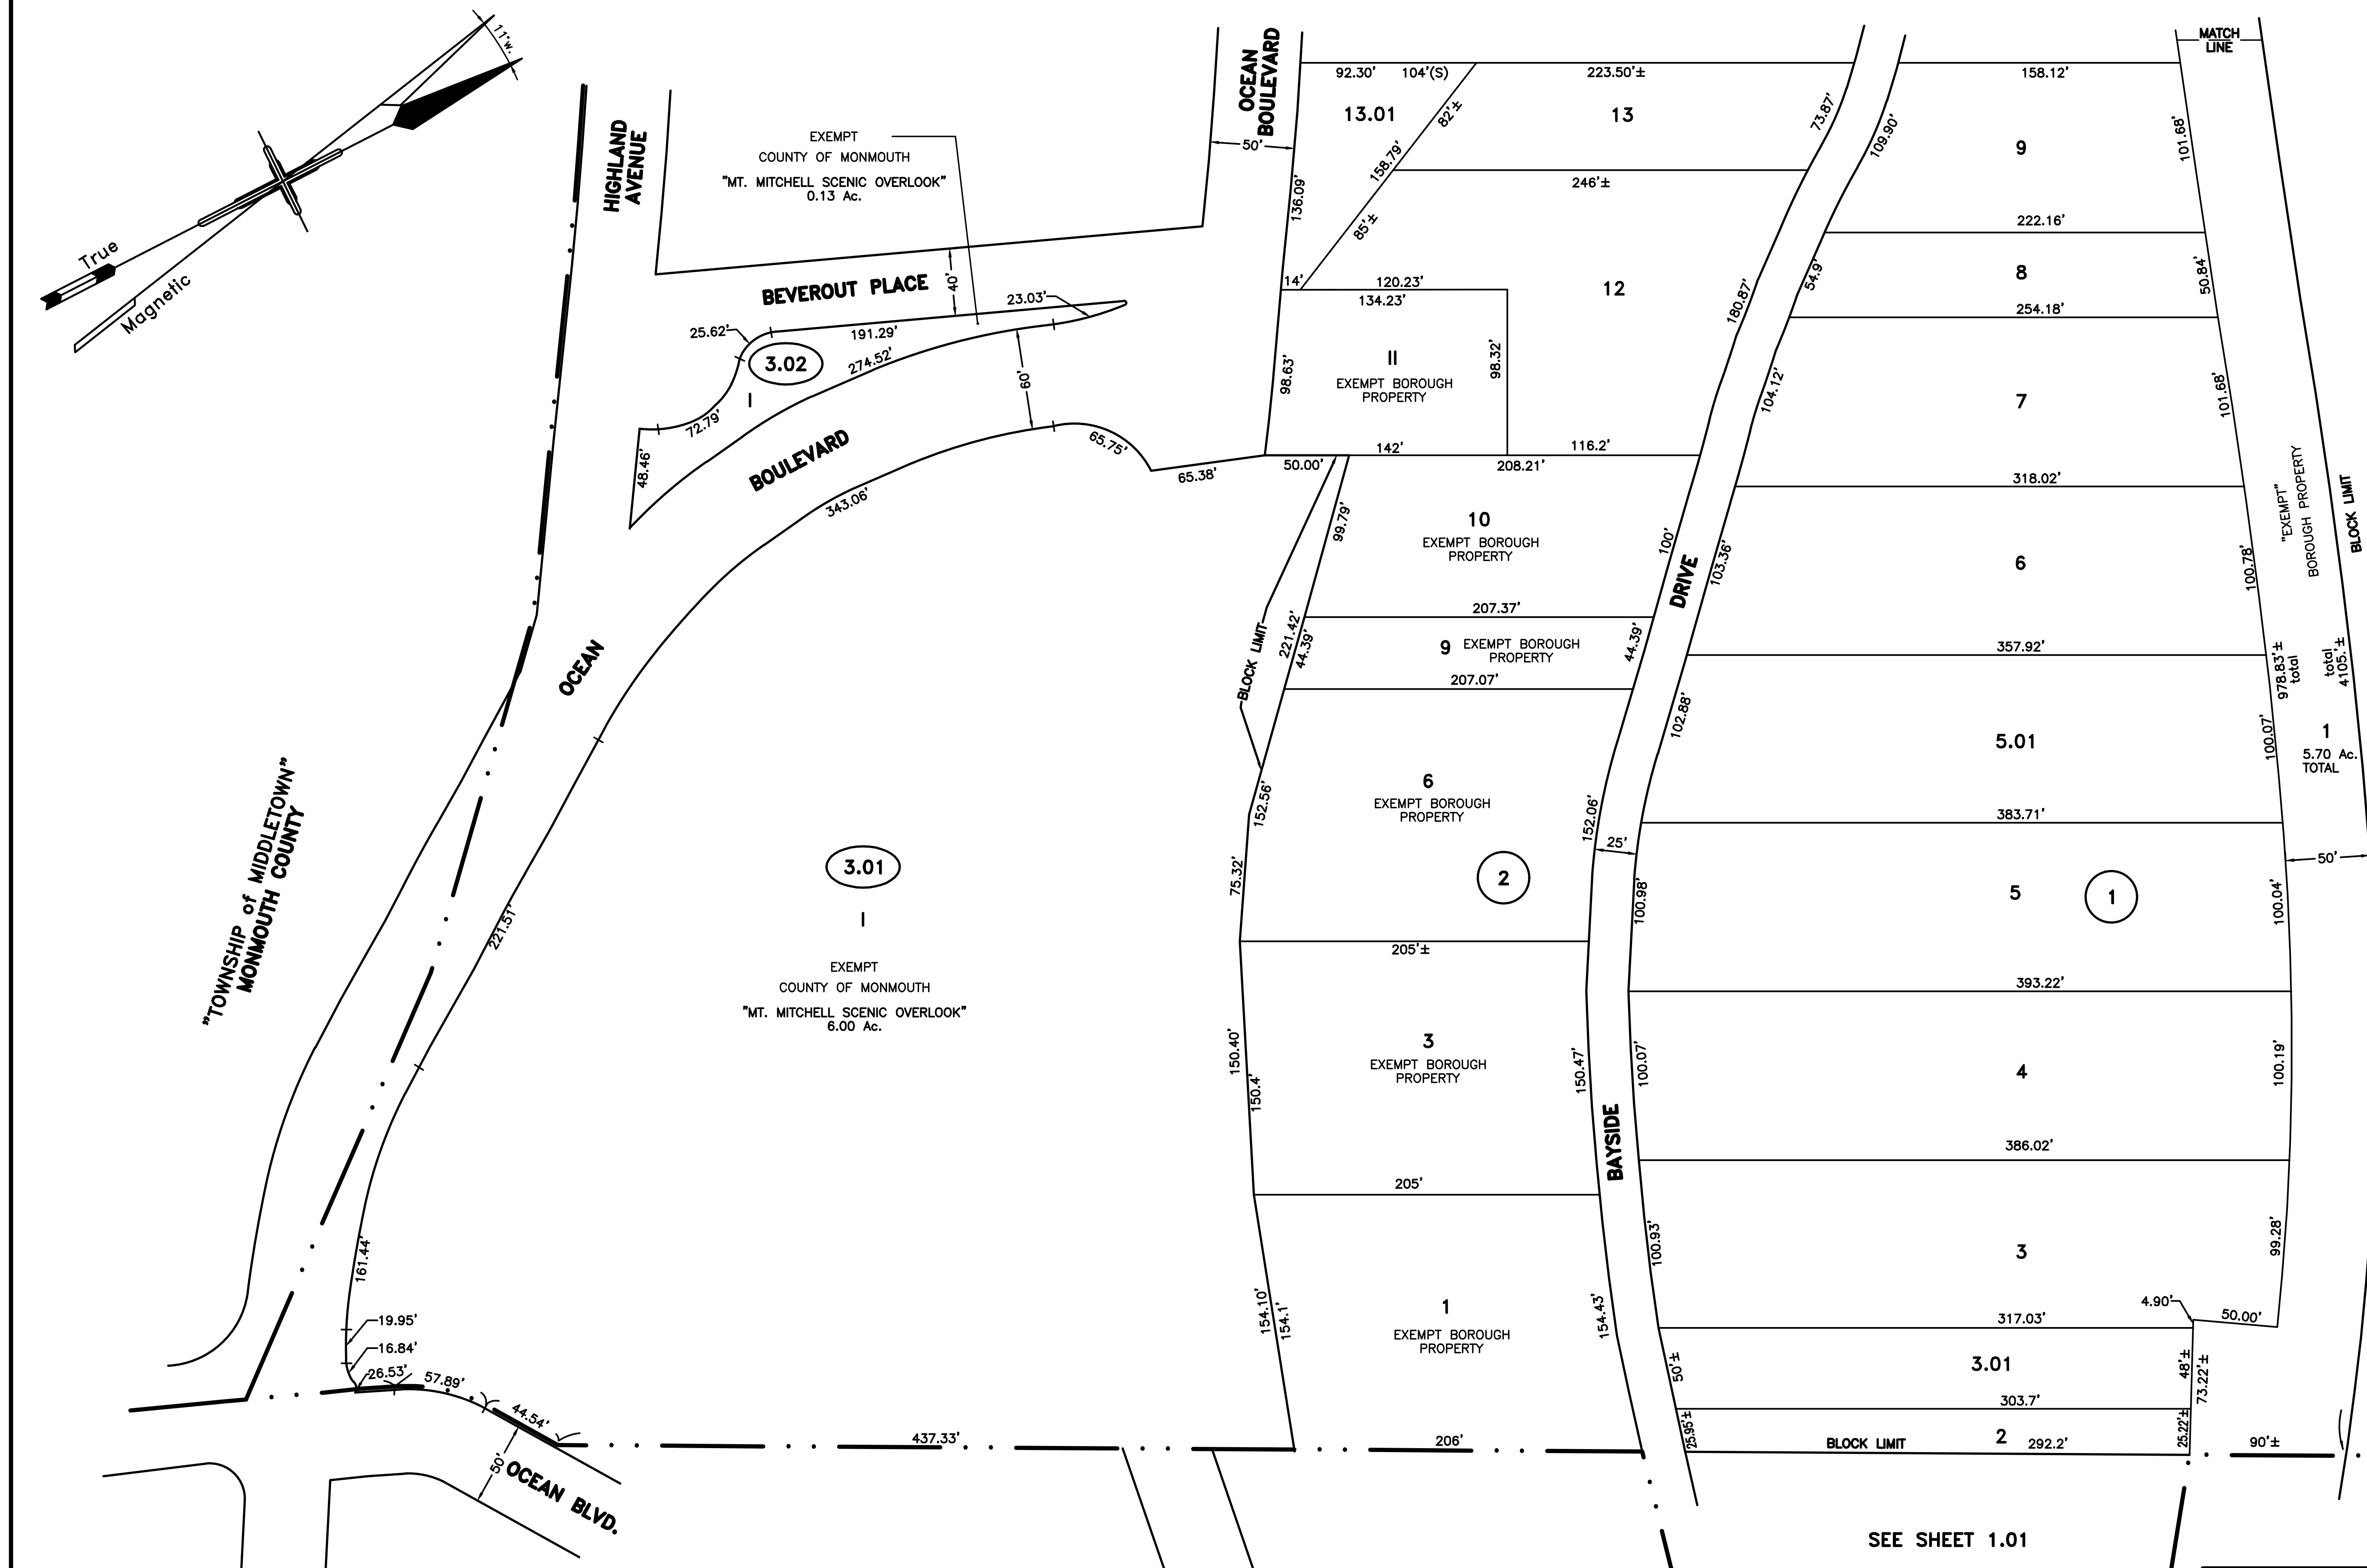 11°w.
True
Magnetic
HIGHLAND
AVENUE
EXEMPT
COUNTY OF MONMOUTH
"MT. MITCHELL SCENIC OVERLOOK"
0.13 Ac.
BEVEROUT PLACE
40'
23.03'
25.62'
191.29'
3.02
274.52'
I
72.79'
48.46'
60'
BOULEVARD
65.75'
65.38'
343.06'
OCEAN
OCEAN
BOULEVARD
50'
136.09'
92.30'
104'(S)
223.50'±
13.01
82'±
13
73.87'
158.79'
246'±
85'±
14'
120.23'
134.23'
12
180.87'
98.63'
II
EXEMPT BOROUGH
PROPERTY
98.32'
142'
116.2'
50.00'
208.21'
99.79'
10
EXEMPT BOROUGH
PROPERTY
100'
DRIVE
103.36'
207.37'
BLOCK LIMIT
221.42'
44.39'
9
EXEMPT BOROUGH
PROPERTY
44.39'
207.07'
102.88'
6
EXEMPT BOROUGH
PROPERTY
152.56'
152.06'
25'
75.32'
2
100.98'
205'±
3
EXEMPT BOROUGH
PROPERTY
150.40'
150.4'
150.47'
100.07'
BAYSIDE
205'
154.10'
154.1'
1
EXEMPT BOROUGH
PROPERTY
154.43'
100.93'
206'
MATCH
LINE
158.12'
109.90'
9
101.68'
222.16'
54.9'
8
50.84'
254.18'
104.12'
7
101.68'
318.02'
"EXEMPT"
BOROUGH PROPERTY
BLOCK LIMIT
6
100.78'
357.92'
978.83'±
total
total
4105.'±
5.01
100.07'
1
5.70 Ac.
TOTAL
383.71'
50'
5
1
100.04'
393.22'
4
100.19'
386.02'
3
99.28'
4.90'
50.00'
317.03'
50'±
3.01
48'±
73.22'±
303.7'
25.95'±
BLOCK LIMIT
2
292.2'
25.22'±
90'±
SEE SHEET 1.01
"TOWNSHIP of MIDDLETOWN"
MONMOUTH COUNTY
3.01
I
EXEMPT
COUNTY OF MONMOUTH
"MT. MITCHELL SCENIC OVERLOOK"
6.00 Ac.
221.51'
161.44'
19.95'
16.84'
26.53'
57.89'
44.54'
437.33'
50'
OCEAN BLVD.